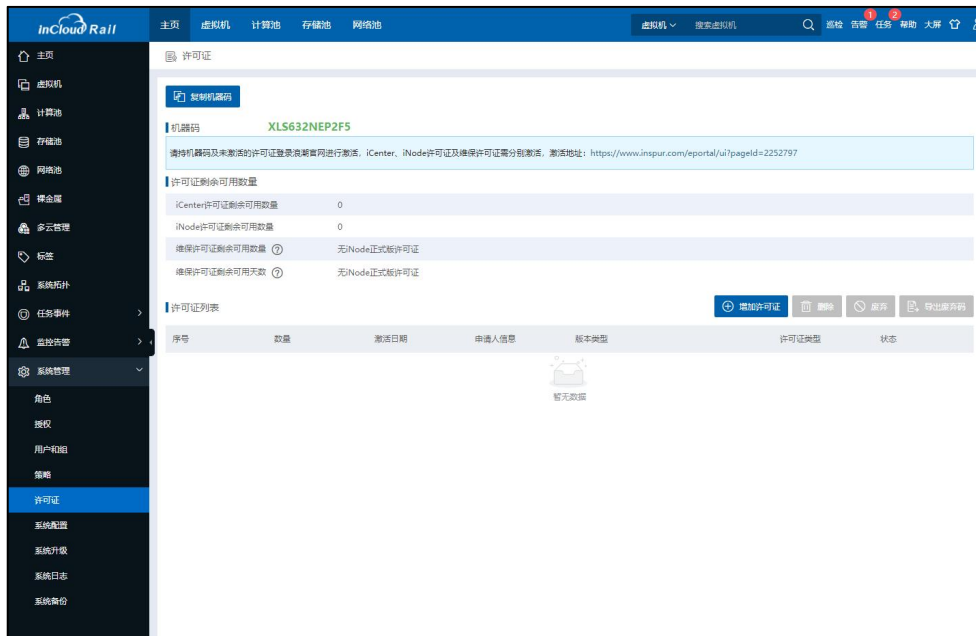 InCloud Rail
主页 虚拟机 计算池 存储池 网络池 虚拟机 搜索虚拟机 巡检 告警 1 任务 2 帮助 大屏
主页
虚拟机
计算池
存储池
网络池
裸金属
多云管理
标签
系统拓扑
任务事件
监控告警
系统管理
角色
授权
用户和组
策略
许可证
系统配置
系统升级
系统日志
系统备份
许可证
复制机器码
机器码 XLS632NEP2F5
请持机器码及未激活的许可证登录浪潮官网进行激活，iCenter、iNode许可证及维保许可证需分别激活，激活地址：https://www.inspur.com/eportal/ui?pageId=2252797
许可证剩余可用数量
iCenter许可证剩余可用数量 0
iNode许可证剩余可用数量 0
维保许可证剩余可用数量 ? 无iNode正式版许可证
维保许可证剩余可用天数 ? 无iNode正式版许可证
许可证列表 增加许可证 删除 废弃 导出废弃码
序号 数量 激活日期 申请人信息 版本类型 许可证类型 状态
暂无数据